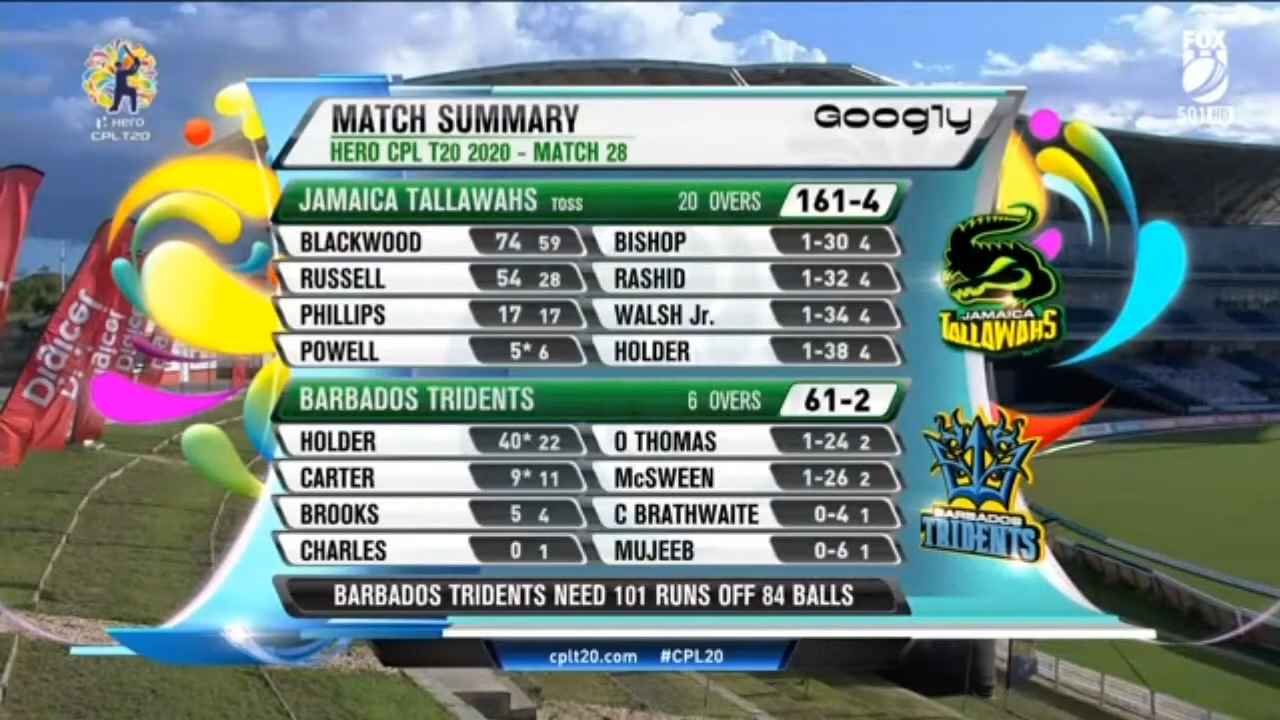 Hero
CPLT20
FOX
501HD
MATCH SUMMARY
Googly
HERO CPL T20 2020 - MATCH 28
JAMAICA TALLAWAHS TOSS 20 OVERS 161-4
BLACKWOOD 74 59 BISHOP 1-30 4
RUSSELL 54 28 RASHID 1-32 4
PHILLIPS 17 17 WALSH Jr. 1-34 4
POWELL 5* 6 HOLDER 1-38 4
JAMAICA
TALLAWAHS
BARBADOS TRIDENTS 6 OVERS 61-2
HOLDER 40* 22 O THOMAS 1-24 2
CARTER 9* 11 McSWEEN 1-26 2
BROOKS 5 4 C BRATHWAITE 0-4 1
CHARLES 0 1 MUJEEB 0-6 1
BARBADOS
TRIDENTS
BARBADOS TRIDENTS NEED 101 RUNS OFF 84 BALLS
cplt20.com #CPL20
Digicel